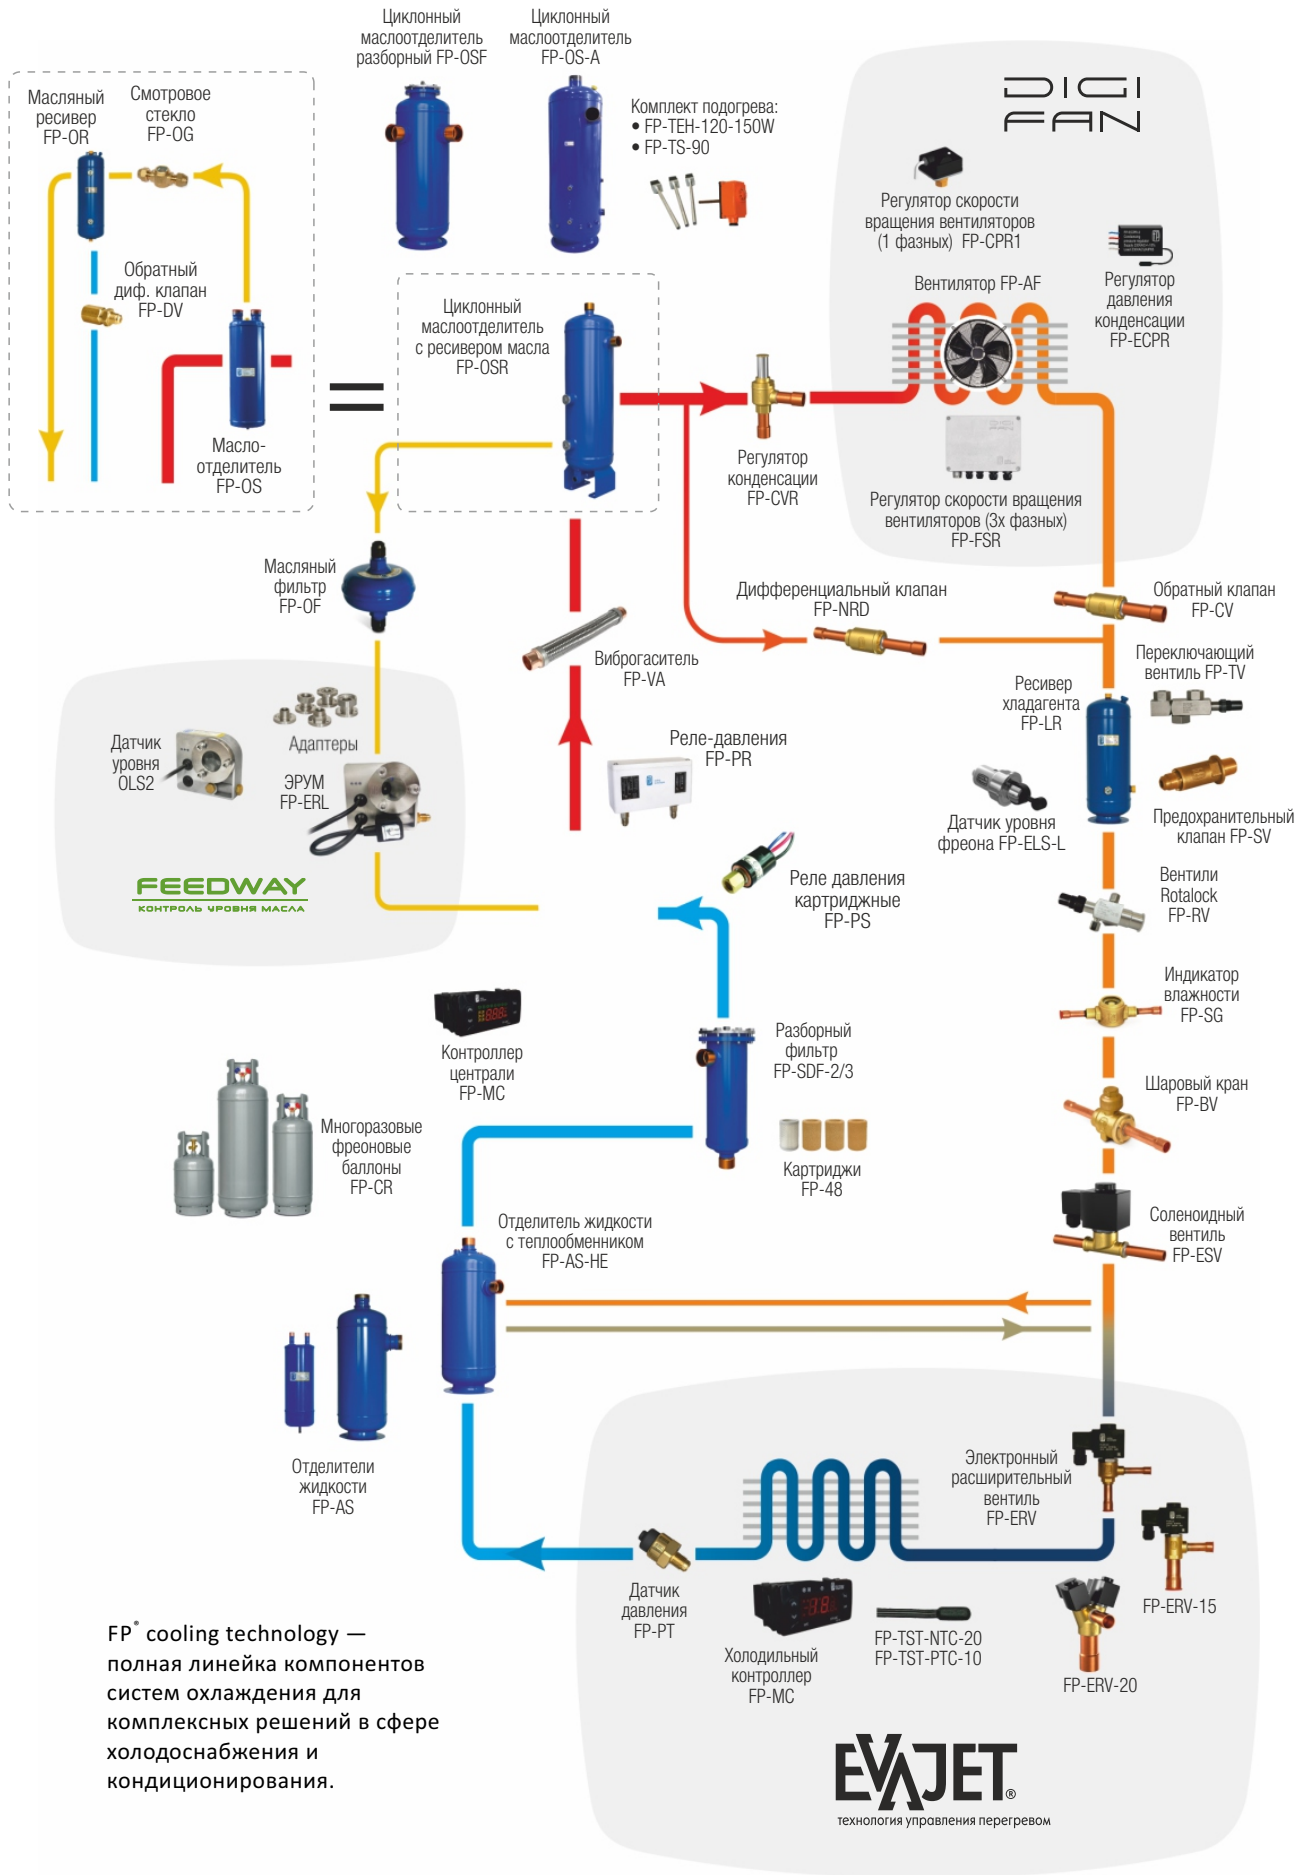 Циклонный
маслоотделитель
разборный FP-OSF
Циклонный
маслоотделитель
FP-OS-A
Масляный
ресивер
FP-OR
Смотровое
стекло
FP-OG
Комплект подогрева:
• FP-TEH-120-150W
• FP-TS-90
DIGI
FAN
Регулятор скорости
вращения вентиляторов
(1 фазных) FP-CPR1
Обратный
диф. клапан
FP-DV
Вентилятор FP-AF
Регулятор
давления
конденсации
FP-ECPR
Циклонный
маслоотделитель
с ресивером масла
FP-OSR
=
Масло-
отделитель
FP-OS
Регулятор
конденсации
FP-CVR
Регулятор скорости вращения
вентиляторов (3х фазных)
FP-FSR
Масляный
фильтр
FP-OF
Дифференциальный клапан
FP-NRD
Обратный клапан
FP-CV
Виброгаситель
FP-VA
Переключающий
вентиль FP-TV
Ресивер
хладагента
FP-LR
Датчик
уровня
OLS2
Адаптеры
ЭРУМ
FP-ERL
Реле-давления
FP-PR
Датчик уровня
фреона FP-ELS-L
Предохранительный
клапан FP-SV
FEEDWAY
КОНТРОЛЬ УРОВНЯ МАСЛА
Реле давления
картриджные
FP-PS
Вентили
Rotalock
FP-RV
Индикатор
влажности
FP-SG
Контроллер
централи
FP-MC
Разборный
фильтр
FP-SDF-2/3
Шаровый кран
FP-BV
Многоразовые
фреоновые
баллоны
FP-CR
Картриджи
FP-48
Отделитель жидкости
с теплообменником
FP-AS-HE
Соленоидный
вентиль
FP-ESV
Отделители
жидкости
FP-AS
Электронный
расширительный
вентиль
FP-ERV
Датчик
давления
FP-PT
Холодильный
контроллер
FP-MC
FP-TST-NTC-20
FP-TST-PTC-10
FP-ERV-15
FP-ERV-20
FP® cooling technology —
полная линейка компонентов
систем охлаждения для
комплексных решений в сфере
холодоснабжения и
кондиционирования.
EVAJET®
технология управления перегревом